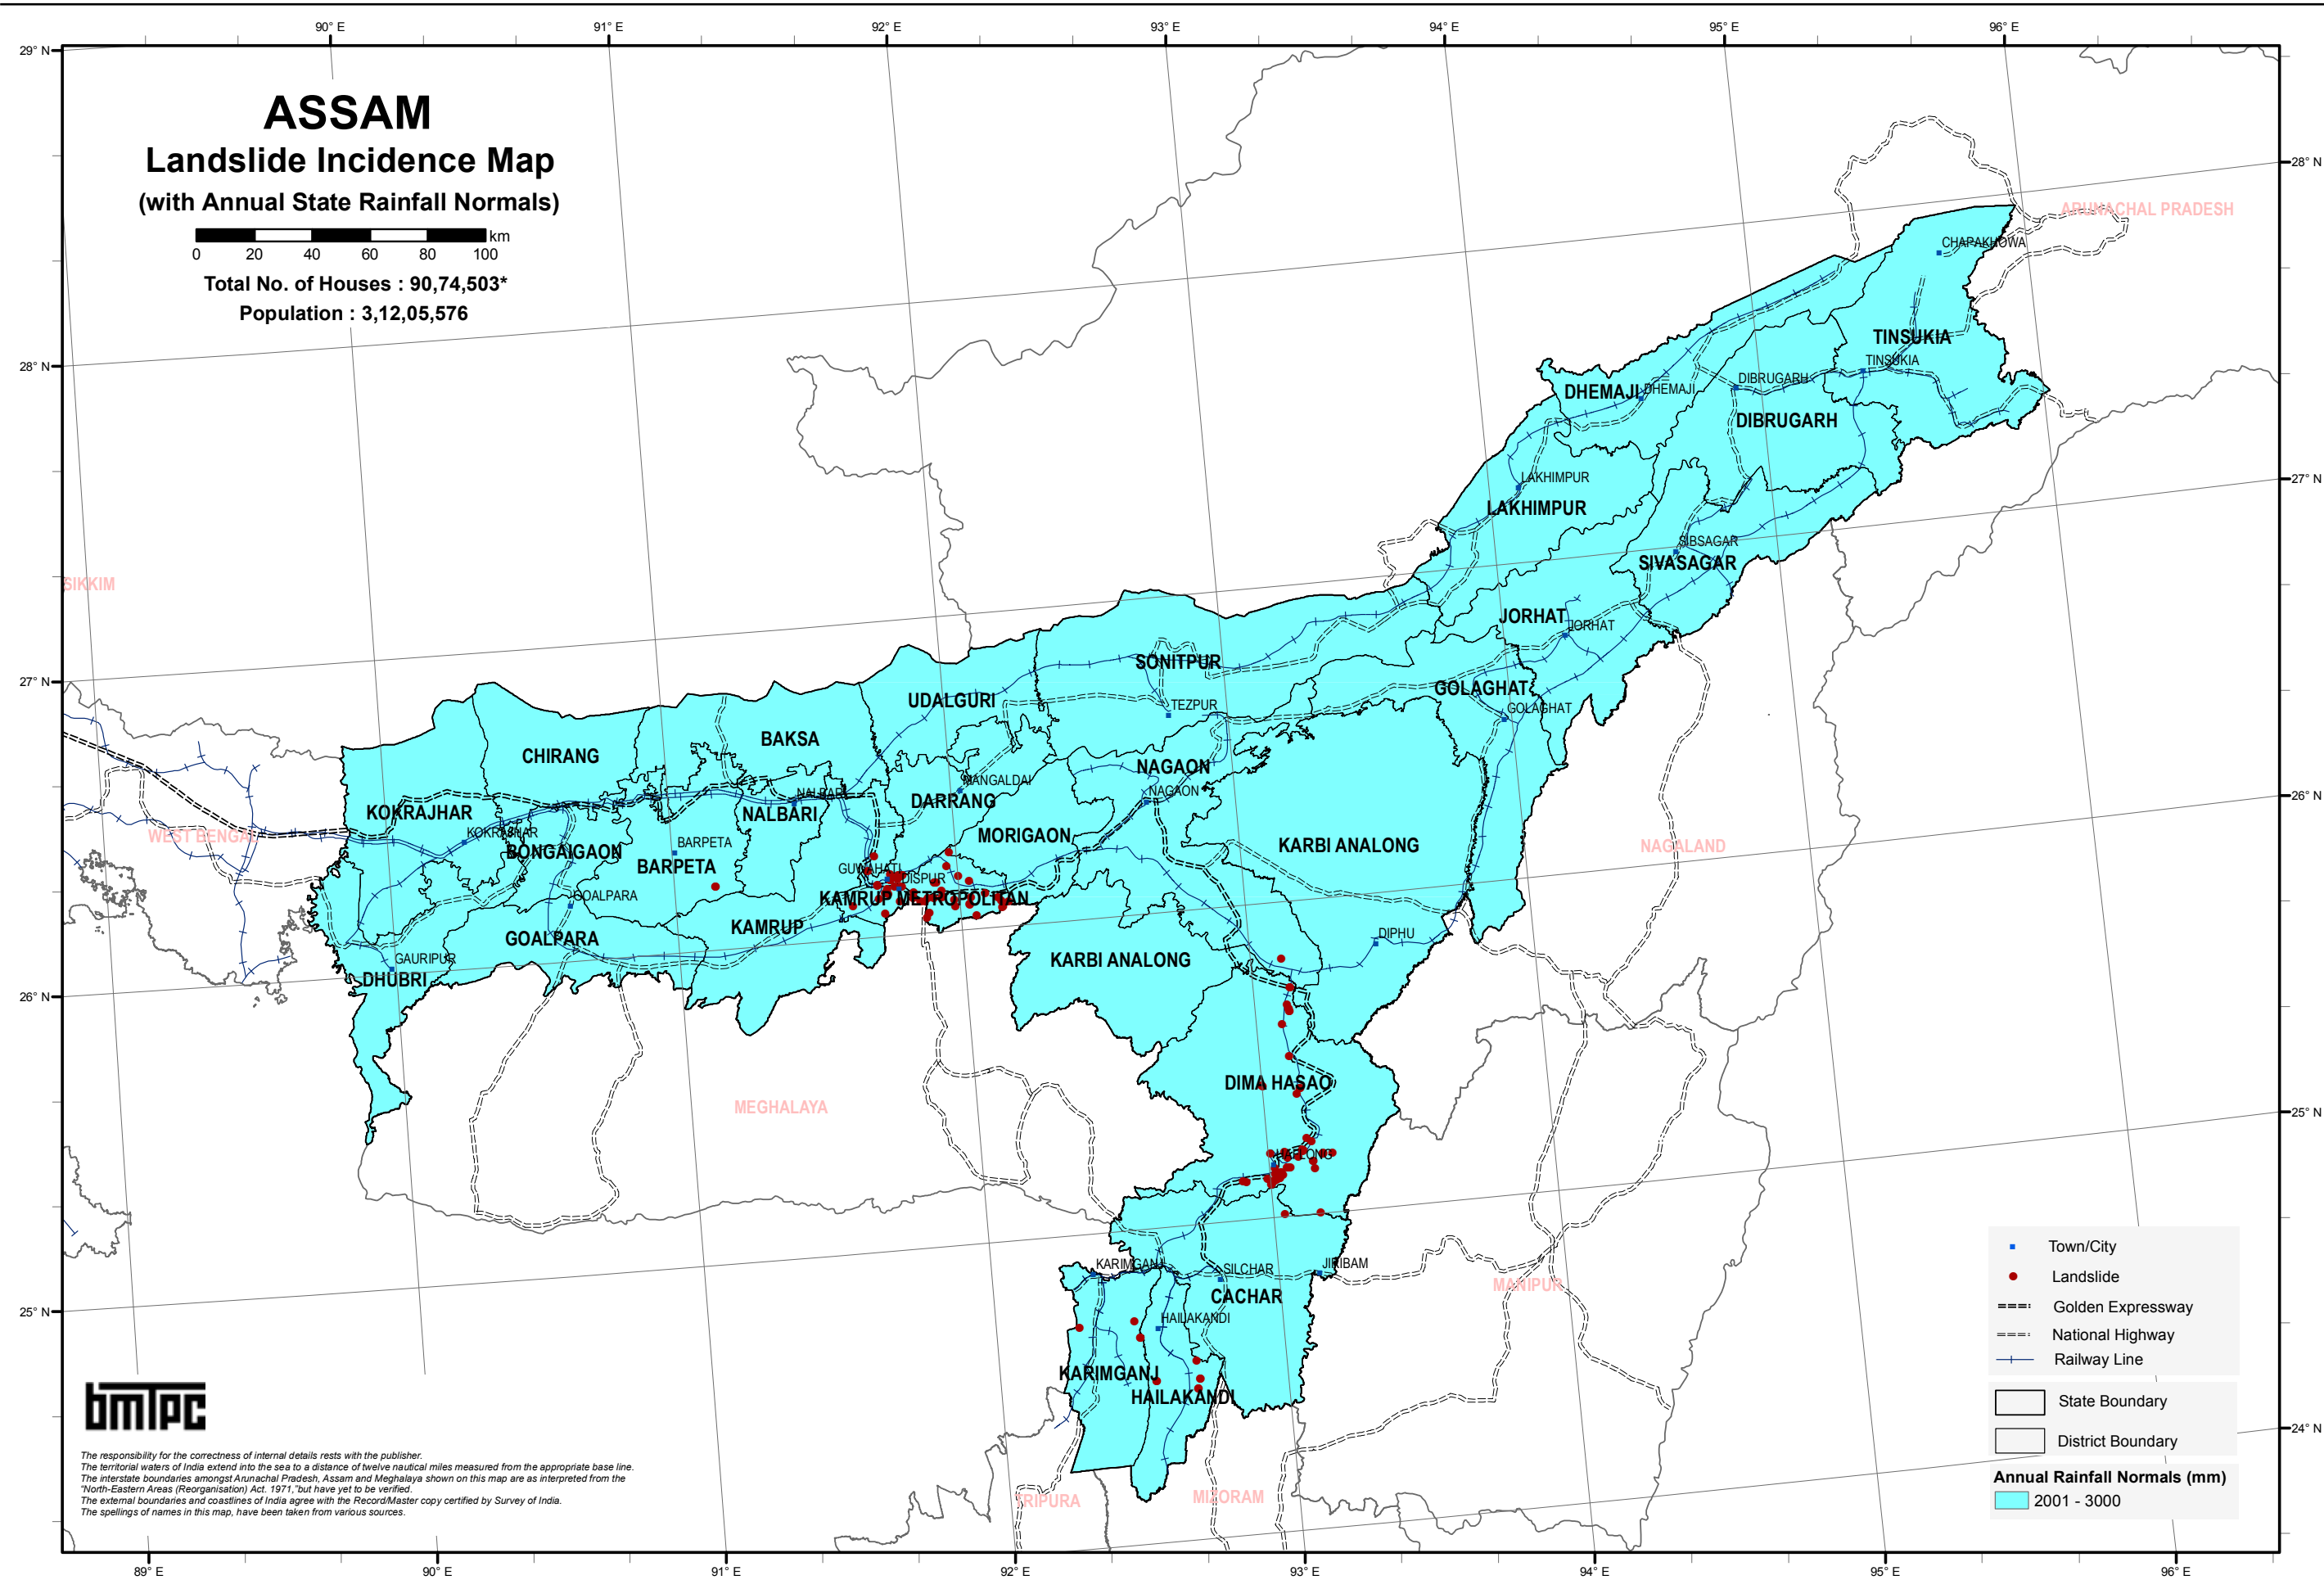 90° E 91° E 92° E 93° E 94° E 95° E 96° E
29° N
28° N
27° N
26° N
25° N
28° N
27° N
26° N
25° N
24° N
ASSAM
Landslide Incidence Map
(with Annual State Rainfall Normals)
km
0 20 40 60 80 100
Total No. of Houses : 90,74,503*
Population : 3,12,05,576
ARUNACHAL PRADESH
CHAPAKHOWA
TINSUKIA
TINSUKIA
DIBRUGARH
DIBRUGARH
DHEMAJI
DHEMAJI
LAKHIMPUR
LAKHIMPUR
SIBSAGAR
SIVASAGAR
JORHAT
JORHAT
SIKKIM
SONITPUR
TEZPUR
GOLAGHAT
GOLAGHAT
UDALGURI
BAKSA
CHIRANG
NAGAON
NAGAON
MANGALDAI
DARRANG
NALBARI
NALBARI
KOKRAJHAR
KOKRAJHAR
WEST BENGAL
BONGAIGAON
BARPETA
BARPETA
MORIGAON
KARBI ANALONG
NAGALAND
GUWAHATI
DISPUR
KAMRUP METROPOLITAN
GOALPARA
GOALPARA
KAMRUP
DIPHU
KARBI ANALONG
GAURIPUR
DHUBRI
DIMA HASAO
MEGHALAYA
HAFLONG
KARIMGANJ
SILCHAR
JIRIBAM
MANIPUR
CACHAR
HAILAKANDI
KARIMGANJ
HAILAKANDI
TRIPURA
MIZORAM
Town/City
Landslide
Golden Expressway
National Highway
Railway Line
State Boundary
District Boundary
Annual Rainfall Normals (mm)
2001 - 3000
bmTpc
The responsibility for the correctness of internal details rests with the publisher.
The territorial waters of India extend into the sea to a distance of twelve nautical miles measured from the appropriate base line.
The interstate boundaries amongst Arunachal Pradesh, Assam and Meghalaya shown on this map are as interpreted from the
"North-Eastern Areas (Reorganisation) Act. 1971,"but have yet to be verified.
The external boundaries and coastlines of India agree with the Record/Master copy certified by Survey of India.
The spellings of names in this map, have been taken from various sources.
89° E 90° E 91° E 92° E 93° E 94° E 95° E 96° E